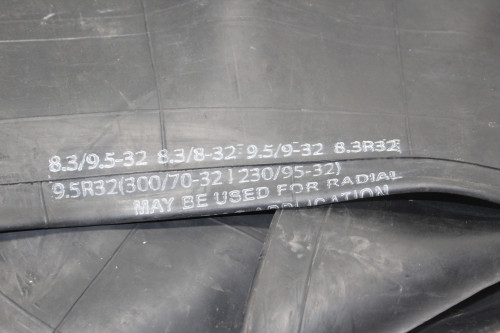 8.3/9.5-32 8.3/8-32 9.5/9-32 8.3R32
9.5R32(300/70-32 | 230/95-32)
MAY BE USED FOR RADIAL
APPLICATION